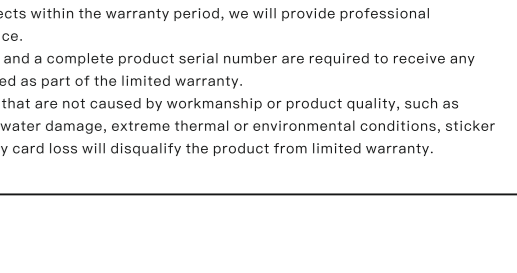 ects within the warranty period, we will provide professional
ce.
and a complete product serial number are required to receive any
ed as part of the limited warranty.
that are not caused by workmanship or product quality, such as
water damage, extreme thermal or environmental conditions, sticker
y card loss will disqualify the product from limited warranty.